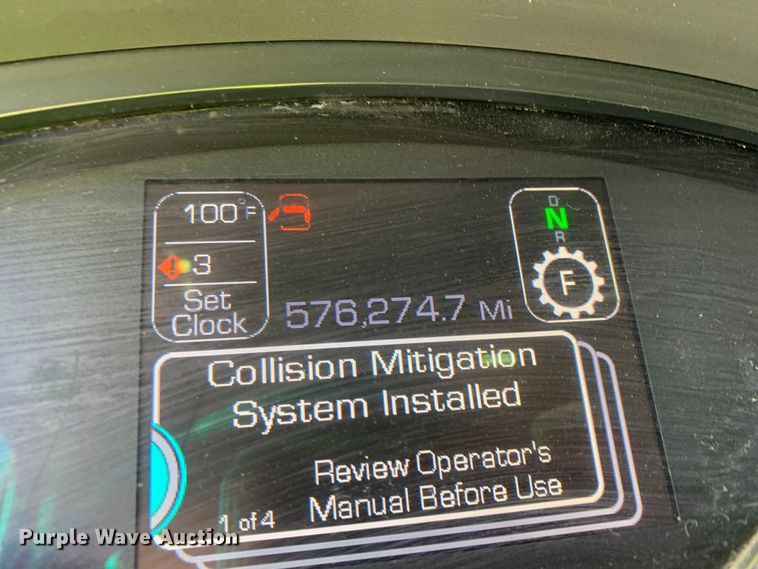 100°F
3
Set
Clock
D
N
R
F
576,274.7 Mi
Collision Mitigation
System Installed
Review Operator's
Manual Before Use
1 of 4
Purple Wave Auction